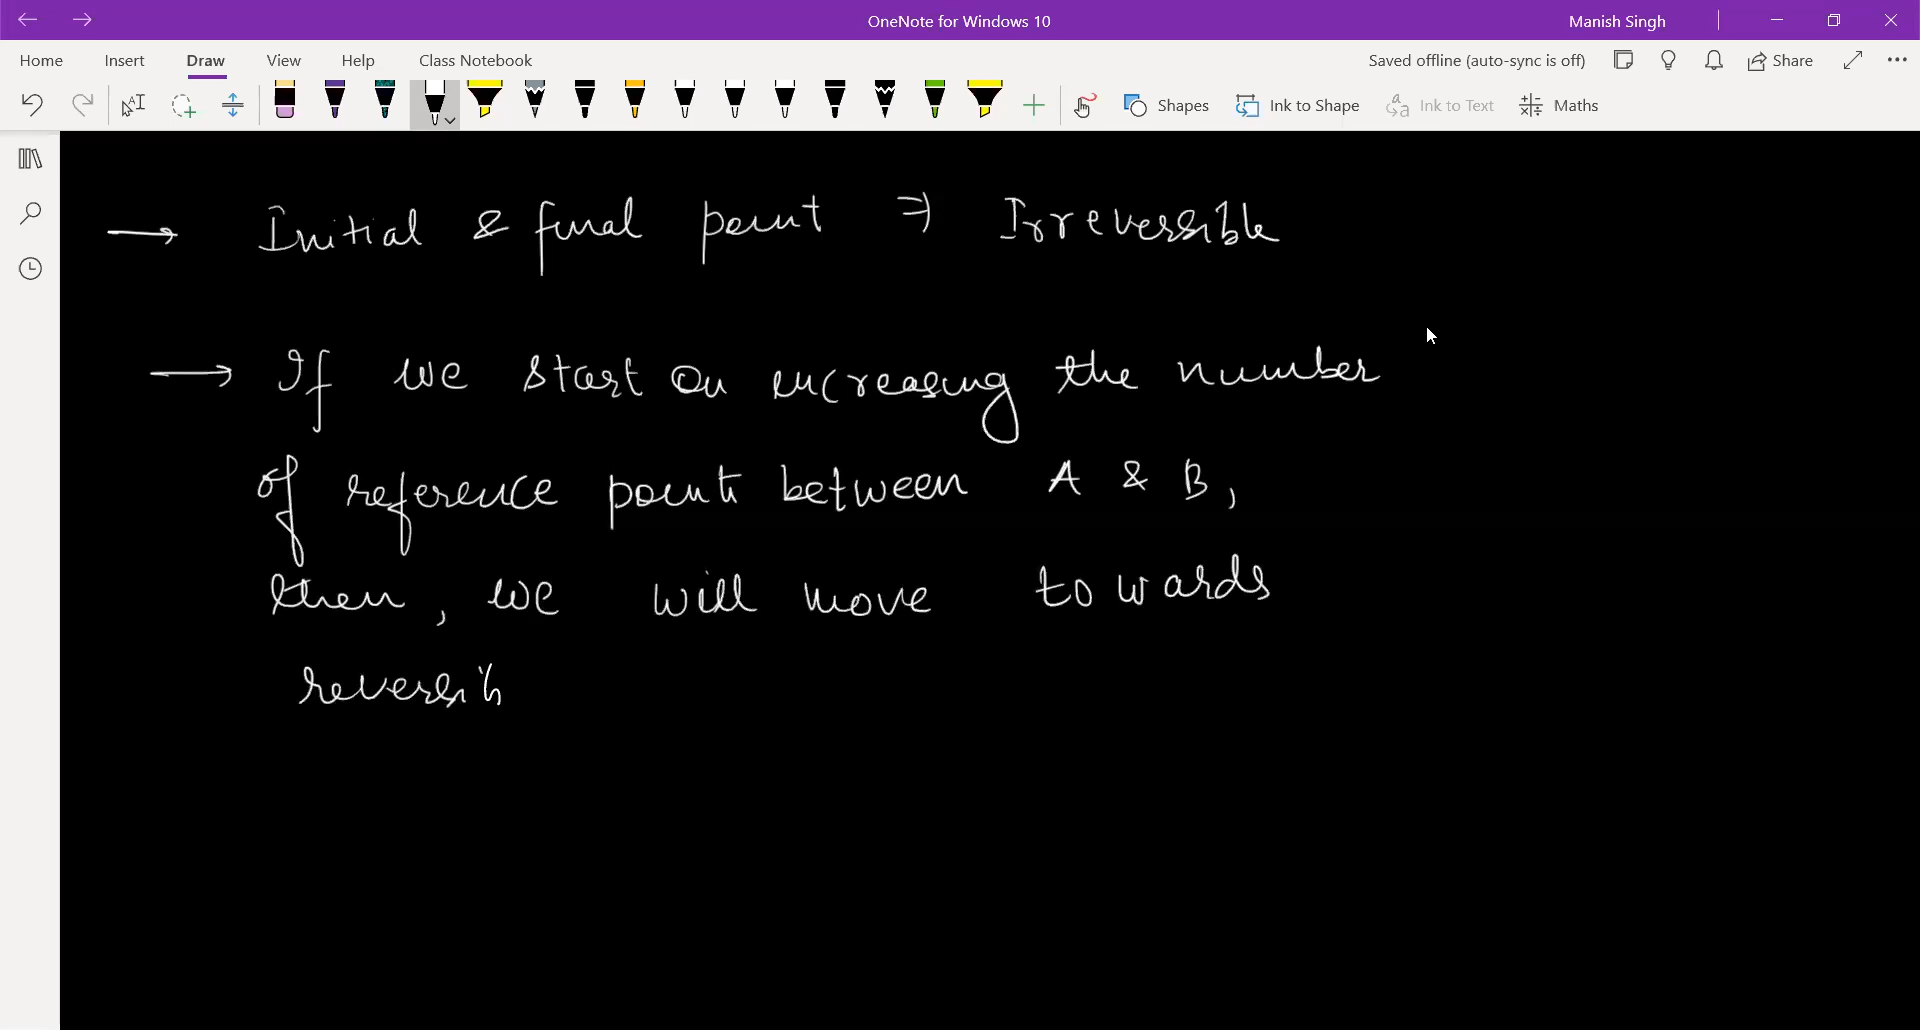 OneNote for Windows 10
Manish Singh
Home Insert Draw View Help Class Notebook
Saved offline (auto-sync is off) Share
Shapes Ink to Shape Ink to Text Maths
→ Initial & final point ⇒ Irreversible
→ If we start on increasing the number
of reference points between A & B,
then, we will move towards
reversib